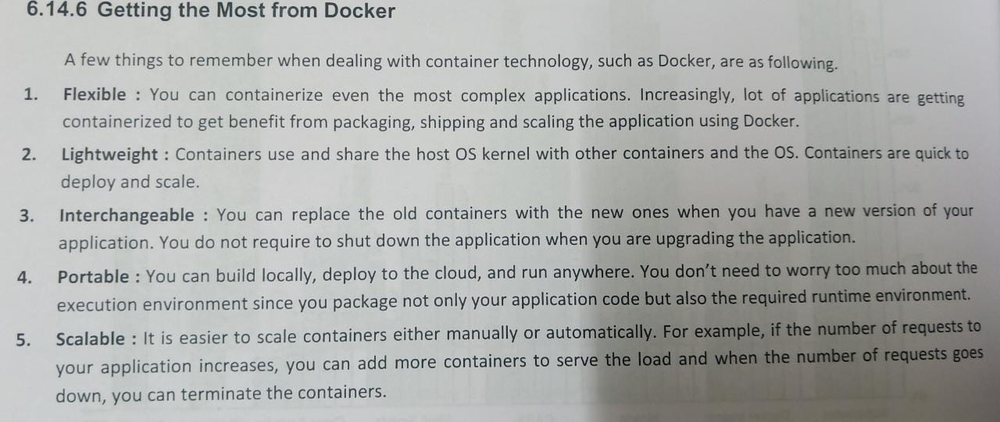 6.14.6 Getting the Most from Docker
A few things to remember when dealing with container technology, such as Docker, are as following.
1. Flexible : You can containerize even the most complex applications. Increasingly, lot of applications are getting
containerized to get benefit from packaging, shipping and scaling the application using Docker.
2. Lightweight : Containers use and share the host OS kernel with other containers and the OS. Containers are quick to
deploy and scale.
3. Interchangeable : You can replace the old containers with the new ones when you have a new version of your
application. You do not require to shut down the application when you are upgrading the application.
4. Portable : You can build locally, deploy to the cloud, and run anywhere. You don't need to worry too much about the
execution environment since you package not only your application code but also the required runtime environment.
5. Scalable : It is easier to scale containers either manually or automatically. For example, if the number of requests to
your application increases, you can add more containers to serve the load and when the number of requests goes
down, you can terminate the containers.